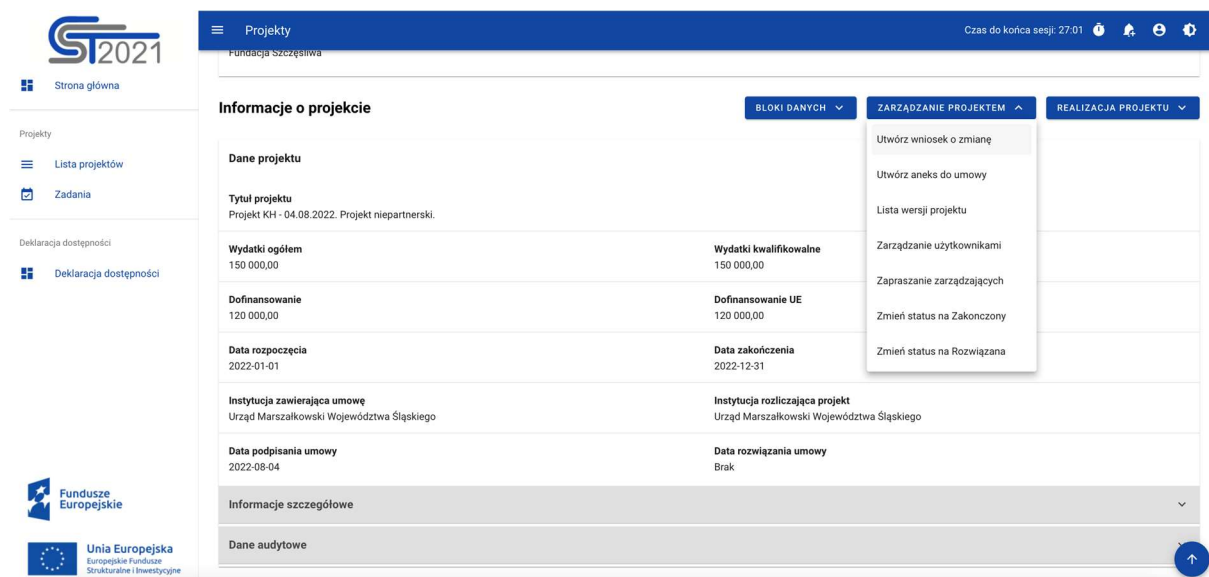 CST2021
Projekty
Czas do końca sesji: 27:01
Strona główna
Projekty
Lista projektów
Zadania
Deklaracja dostępności
Deklaracja dostępności
Fundusze
Europejskie
Unia Europejska
Europejskie Fundusze
Strukturalne i Inwestycyjne
Fundacja Szczęśliwa
Informacje o projekcie
BLOKI DANYCH
ZARZĄDZANIE PROJEKTEM
REALIZACJA PROJEKTU
Utwórz wniosek o zmianę
Utwórz aneks do umowy
Lista wersji projektu
Zarządzanie użytkownikami
Zapraszanie zarządzających
Zmień status na Zakonczony
Zmień status na Rozwiązana
Dane projektu
Tytuł projektu
Projekt KH - 04.08.2022. Projekt niepartnerski.
Wydatki ogółem
150 000,00
Wydatki kwalifikowalne
150 000,00
Dofinansowanie
120 000,00
Dofinansowanie UE
120 000,00
Data rozpoczęcia
2022-01-01
Data zakończenia
2022-12-31
Instytucja zawierająca umowę
Urząd Marszałkowski Województwa Śląskiego
Instytucja rozliczająca projekt
Urząd Marszałkowski Województwa Śląskiego
Data podpisania umowy
2022-08-04
Data rozwiązania umowy
Brak
Informacje szczegółowe
Dane audytowe